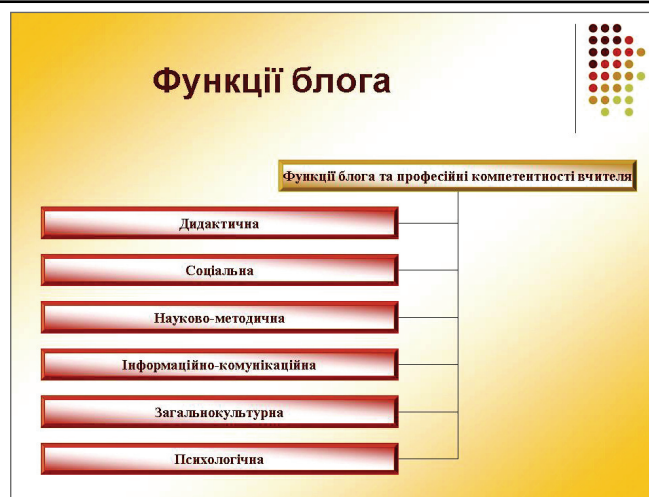 Функції блога
Функції блога та професійні компетентності вчителя
Дидактична
Соціальна
Науково-методична
Інформаційно-комунікаційна
Загальнокультурна
Психологічна